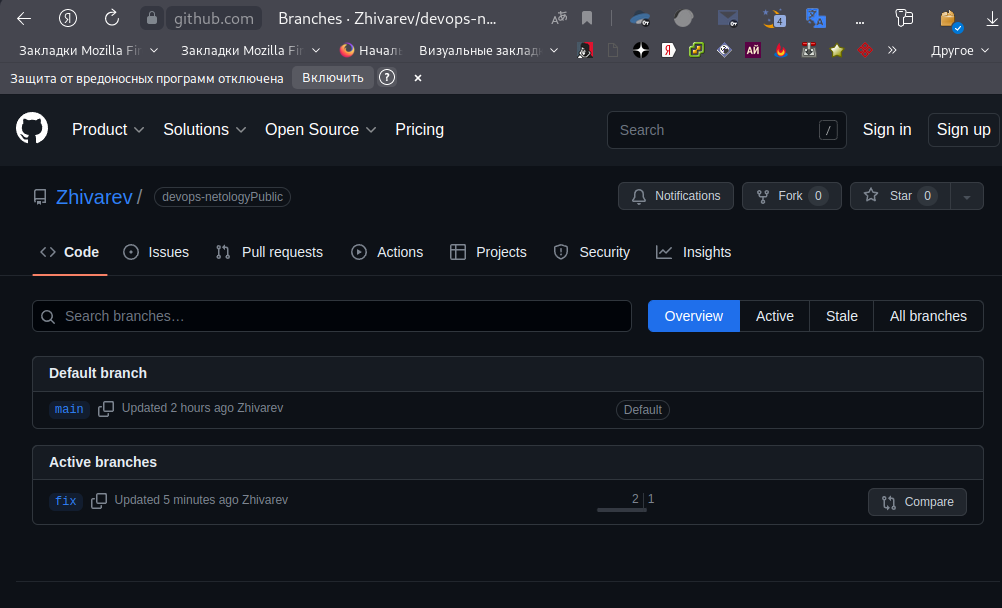 github.com Branches · Zhivarev/devops-n...
Закладки Mozilla Fir Закладки Mozilla Fir Начал Визуальные заклад Другое
Защита от вредоносных программ отключена Включить ?
Product Solutions Open Source Pricing Search / Sign in Sign up
Zhivarev / devops-netologyPublic Notifications Fork 0 Star 0
Code Issues Pull requests Actions Projects Security Insights
Search branches… Overview Active Stale All branches
Default branch
main Updated 2 hours ago Zhivarev Default
Active branches
fix Updated 5 minutes ago Zhivarev 2 1 Compare